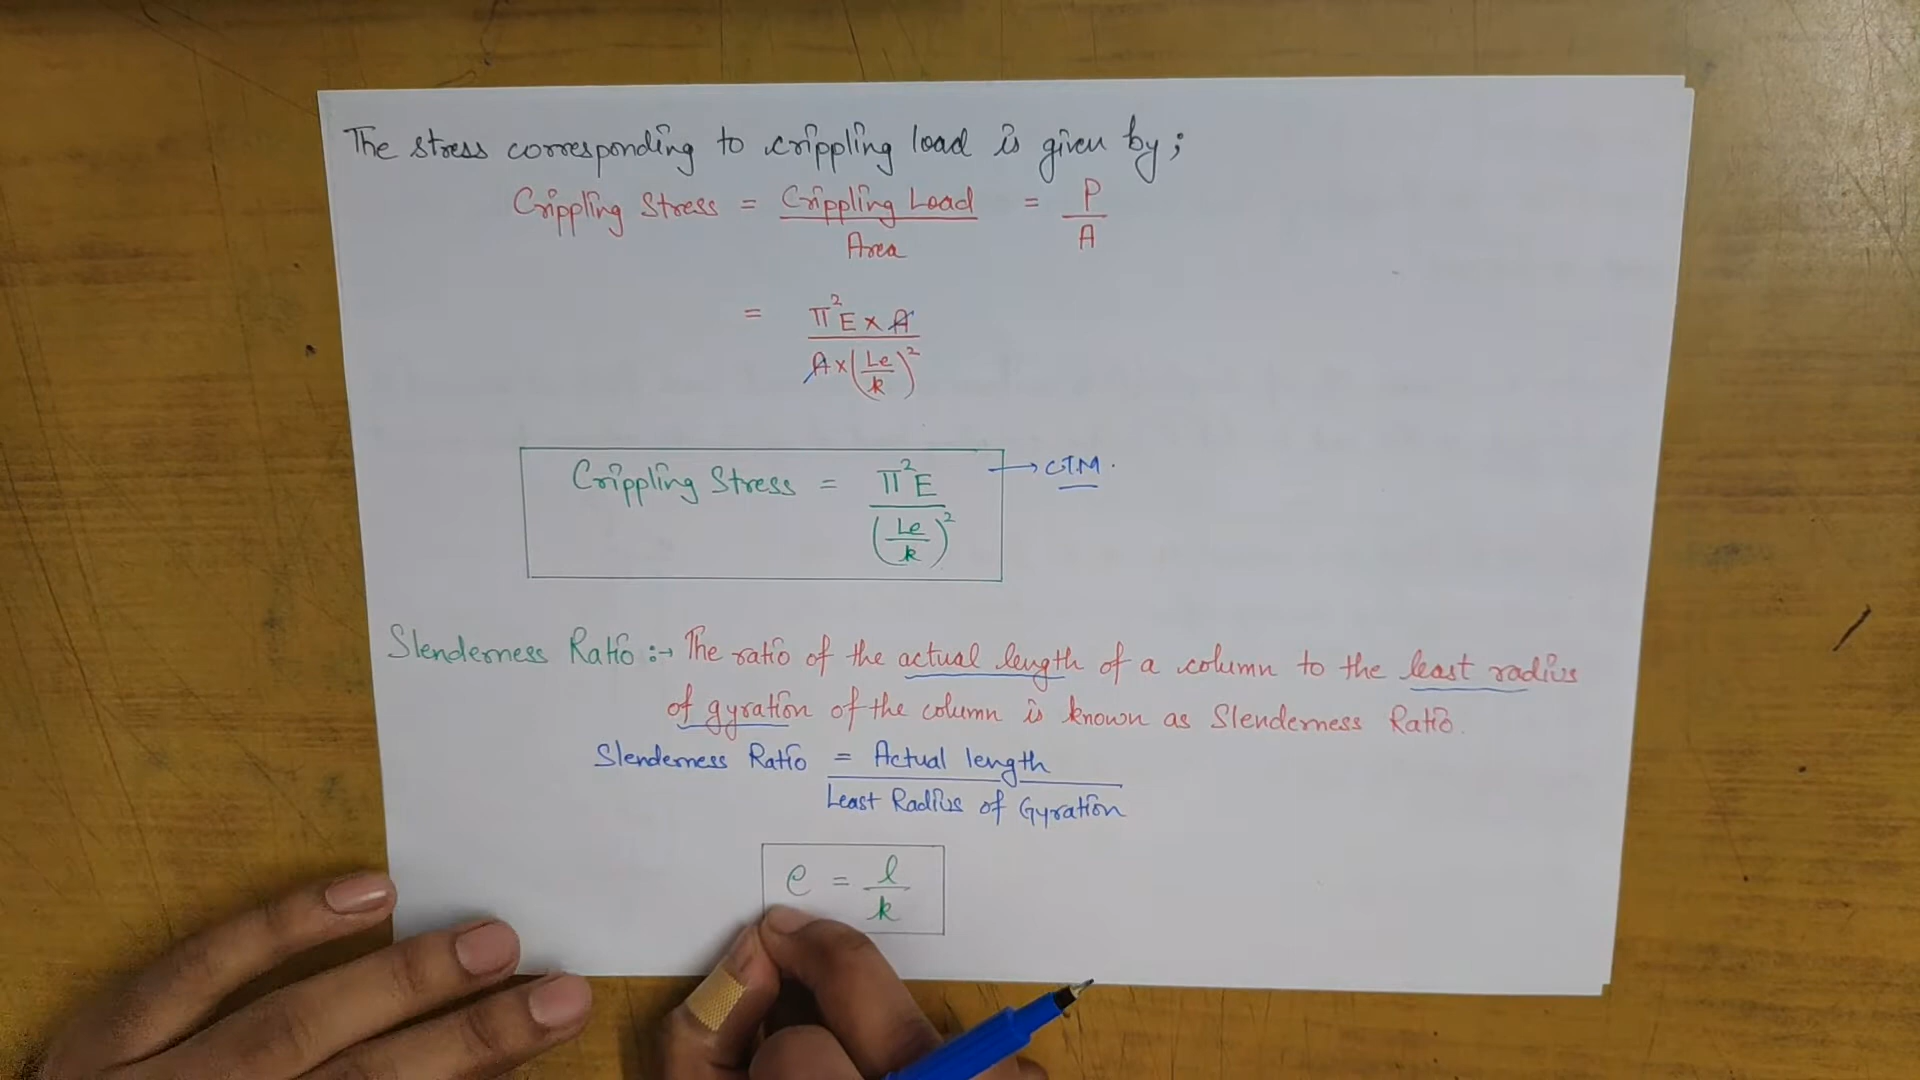 The stress corresponding to crippling load is given by;
Crippling Stress = Crippling Load / Area = P / A
= π²E × A / A × (Le/k)²
Crippling Stress = π²E / (Le/k)² → CTM.
Slenderness Ratio :→ The ratio of the actual length of a column to the least radius
of gyration of the column is known as Slenderness Ratio.
Slenderness Ratio = Actual length / Least Radius of Gyration
e = l / k